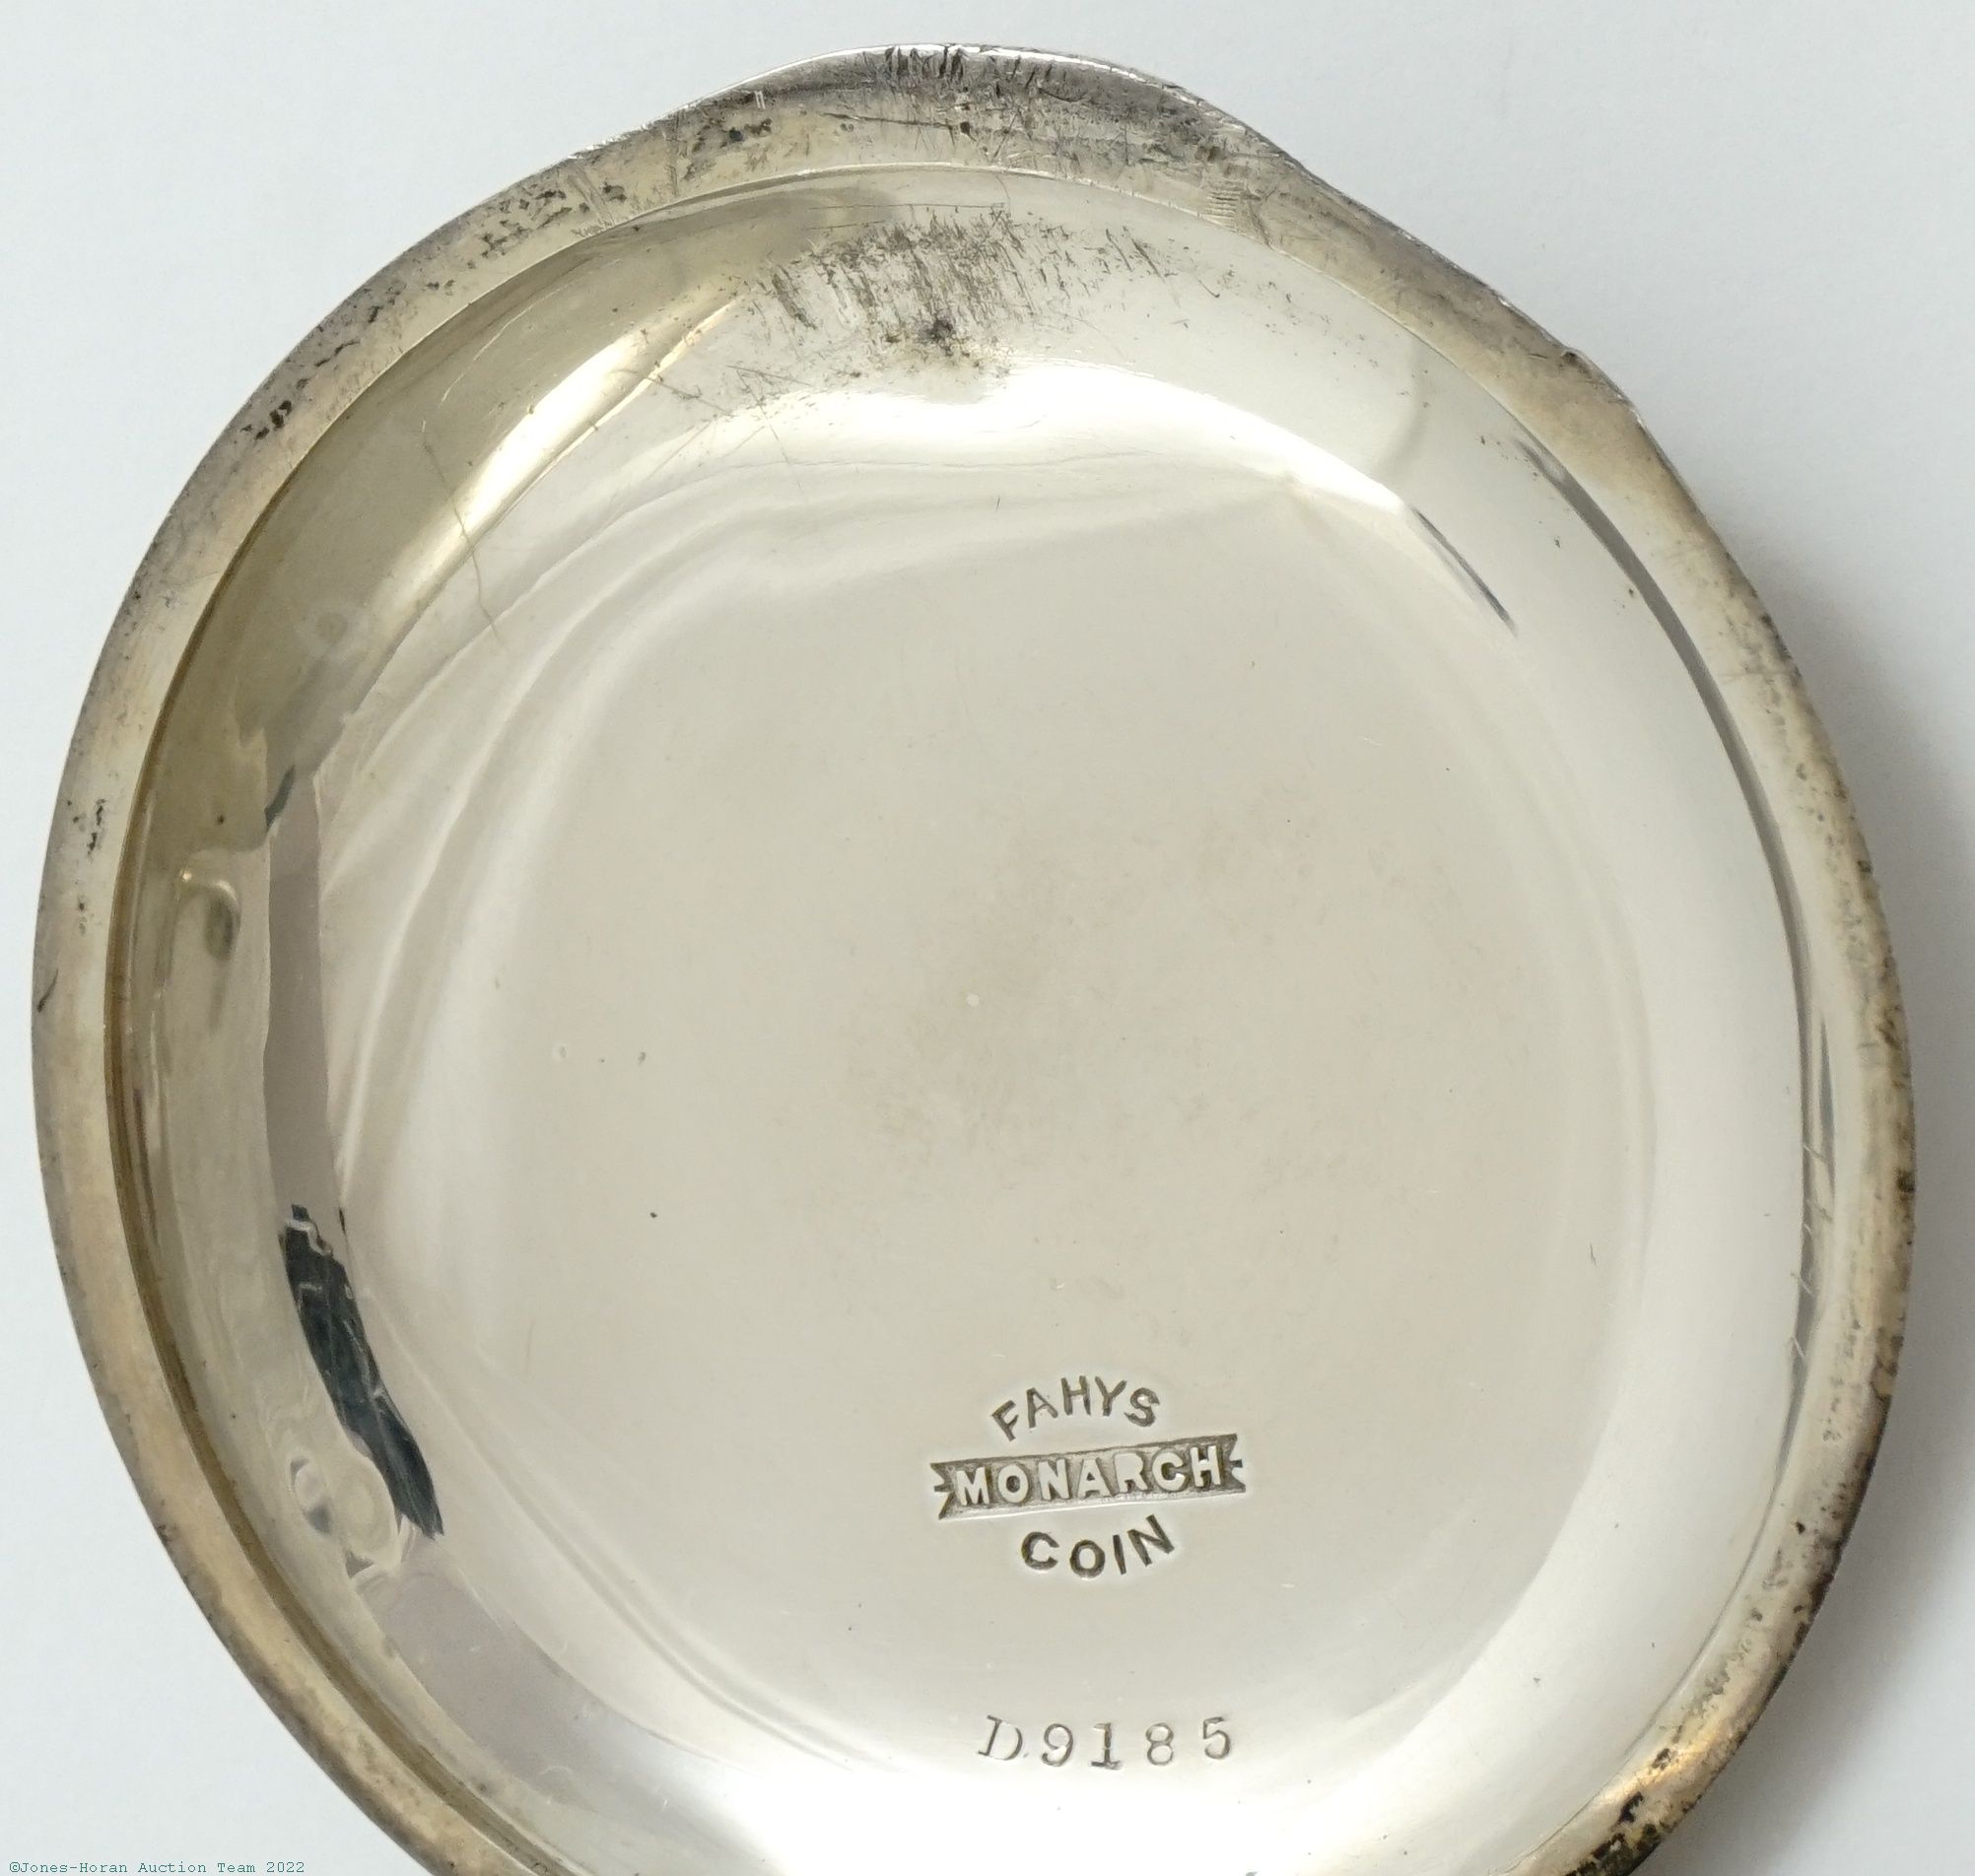 FAHYS
MONARCH
COIN
D9185
©Jones-Horan Auction Team 2022